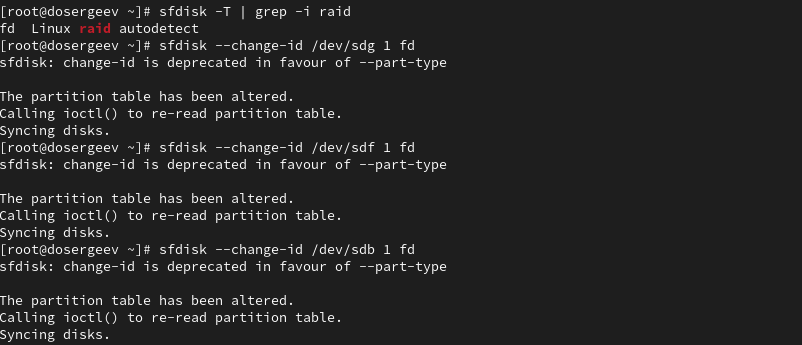 [root@dosergeev ~]# sfdisk -T | grep -i raid
fd  Linux raid autodetect
[root@dosergeev ~]# sfdisk --change-id /dev/sdg 1 fd
sfdisk: change-id is deprecated in favour of --part-type

The partition table has been altered.
Calling ioctl() to re-read partition table.
Syncing disks.
[root@dosergeev ~]# sfdisk --change-id /dev/sdf 1 fd
sfdisk: change-id is deprecated in favour of --part-type

The partition table has been altered.
Calling ioctl() to re-read partition table.
Syncing disks.
[root@dosergeev ~]# sfdisk --change-id /dev/sdb 1 fd
sfdisk: change-id is deprecated in favour of --part-type

The partition table has been altered.
Calling ioctl() to re-read partition table.
Syncing disks.